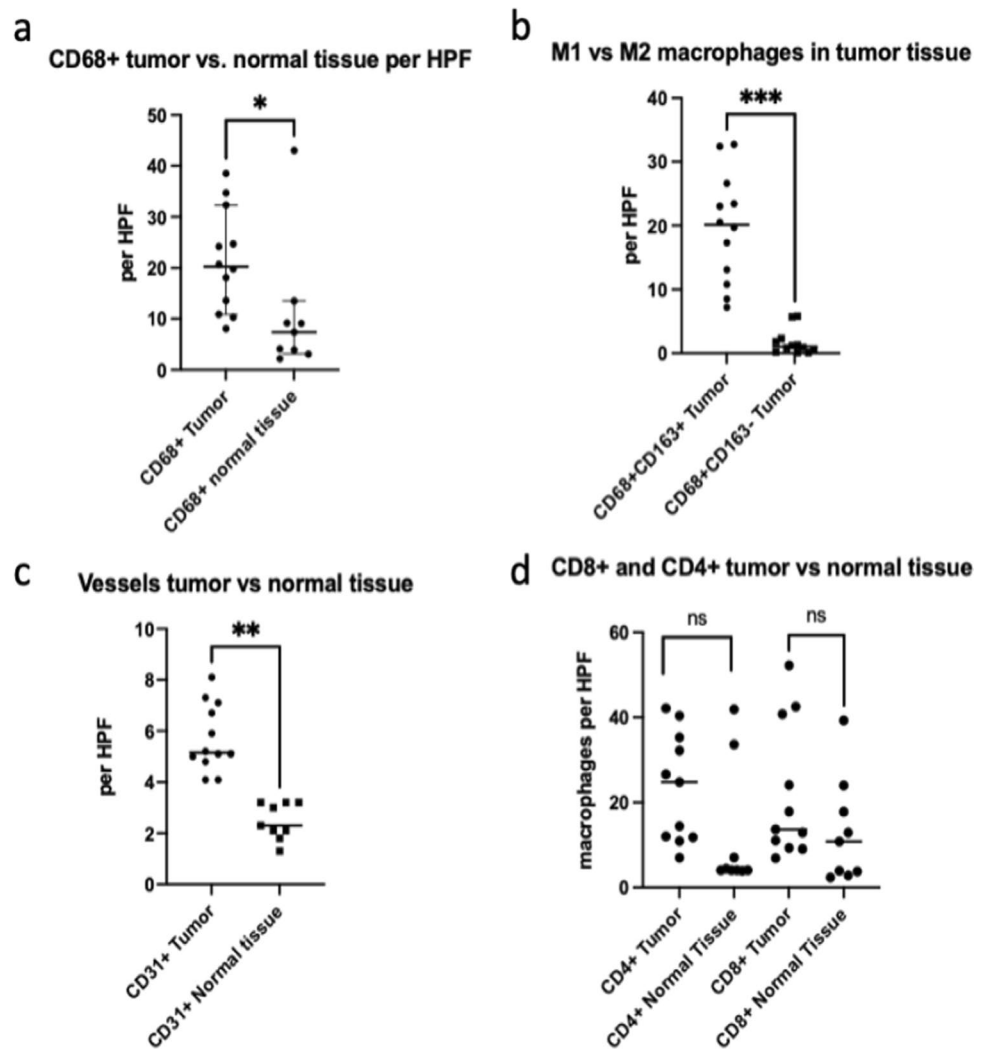 a
CD68+ tumor vs. normal tissue per HPF
*
50
40
30
20
10
0
per HPF
CD68+ Tumor
CD68+ normal tissue
b
M1 vs M2 macrophages in tumor tissue
***
40
30
20
10
0
per HPF
CD68+CD163+ Tumor
CD68+CD163- Tumor
c
Vessels tumor vs normal tissue
**
10
8
6
4
2
0
per HPF
CD31+ Tumor
CD31+ Normal tissue
d
CD8+ and CD4+ tumor vs normal tissue
ns
ns
60
40
20
0
macrophages per HPF
CD4+ Tumor
CD4+ Normal Tissue
CD8+ Tumor
CD8+ Normal Tissue